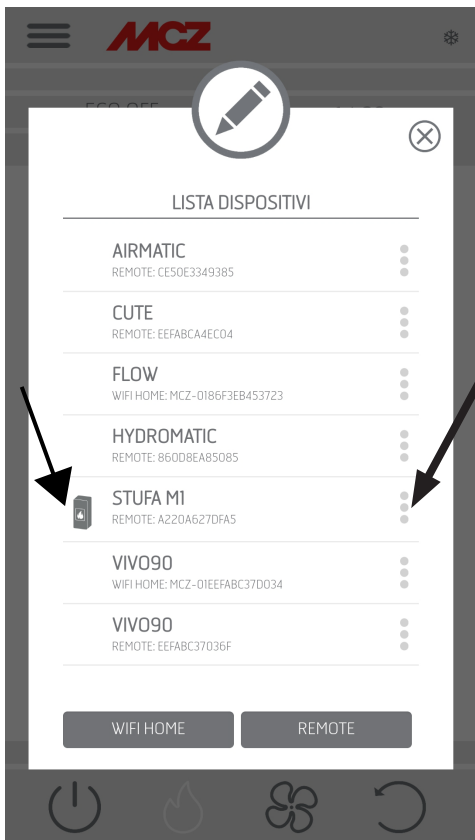 MCZ
LISTA DISPOSITIVI
AIRMATIC
REMOTE: CE50E3349385
CUTE
REMOTE: EEFABCA4EC04
FLOW
WIFI HOME: MCZ-0186F3EB453723
HYDROMATIC
REMOTE: 860D8EA85085
STUFA M1
REMOTE: A220A627DFA5
VIVO90
WIFI HOME: MCZ-01EEFABC37D034
VIVO90
REMOTE: EEFABC37036F
WIFI HOME
REMOTE